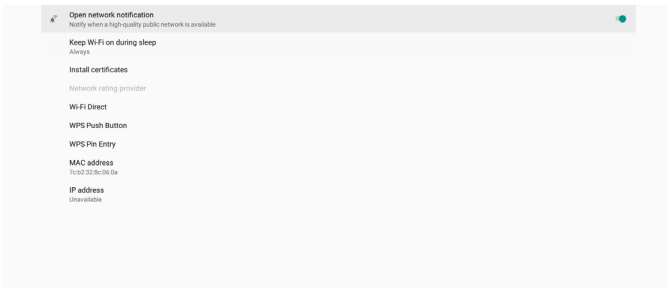 Open network notification
Notify when a high-quality public network is available
Keep Wi-Fi on during sleep
Always
Install certificates
Network rating provider
Wi-Fi Direct
WPS Push Button
WPS Pin Entry
MAC address
7c:b2:32:8c:06:0a
IP address
Unavailable